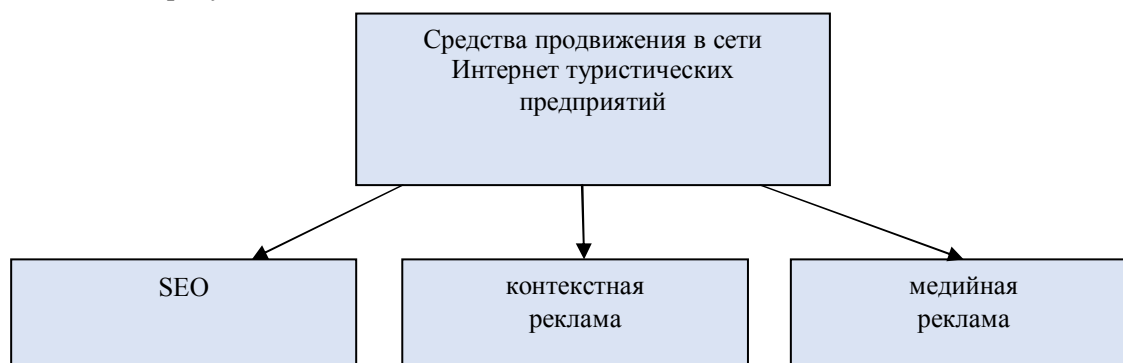 Средства продвижения в сети
Интернет туристических
предприятий
SEO
контекстная
реклама
медийная
реклама